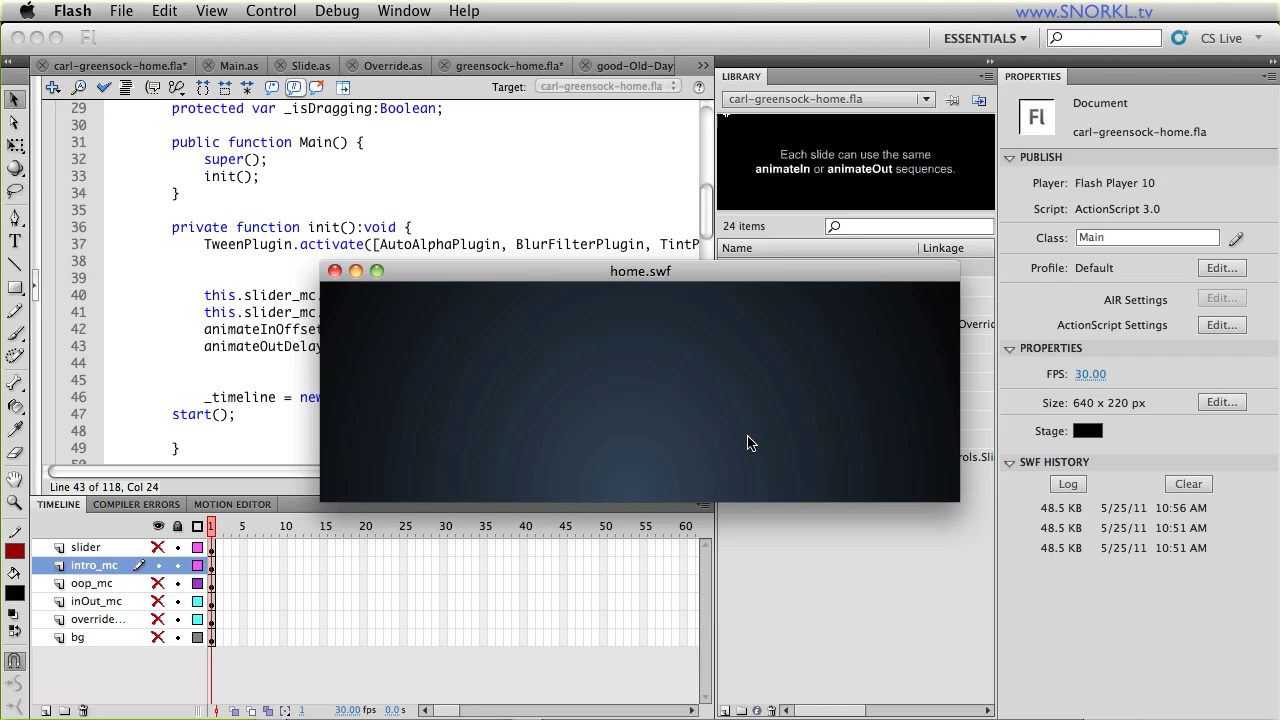 www.SNORKL.tv
Flash File Edit View Control Debug Window Help
Fl ESSENTIALS CS Live
carl-greensock-home.fla* Main.as Slide.as Override.as greensock-home.fla* good-Old-Day
Target: carl-greensock-home.fla
29 protected var _isDragging:Boolean;
30
31 public function Main() {
32 super();
33 init();
34 }
35
36 private function init():void {
37 TweenPlugin.activate([AutoAlphaPlugin, BlurFilterPlugin, TintP
38
39
40 this.slider_mc.
41 this.slider_mc.
42 animateInOffset
43 animateOutDelay
44
45
46 _timeline = new
47 start();
48
49 }
Line 43 of 118, Col 24
home.swf
TIMELINE COMPILER ERRORS MOTION EDITOR
1 5 10 15 20 25 30 35 40 45 50 55 60
slider
intro_mc
oop_mc
inOut_mc
override...
bg
1 30.00 fps 0.0 s
LIBRARY
carl-greensock-home.fla
Each slide can use the same
animateIn or animateOut sequences.
24 items
Name Linkage
Overric
rols.Sli
PROPERTIES
Fl
Document
carl-greensock-home.fla
PUBLISH
Player: Flash Player 10
Script: ActionScript 3.0
Class: Main
Profile: Default Edit...
AIR Settings Edit...
ActionScript Settings Edit...
PROPERTIES
FPS: 30.00
Size: 640 x 220 px Edit...
Stage:
SWF HISTORY
Log Clear
48.5 KB 5/25/11 10:56 AM
48.5 KB 5/25/11 10:51 AM
48.5 KB 5/25/11 10:51 AM